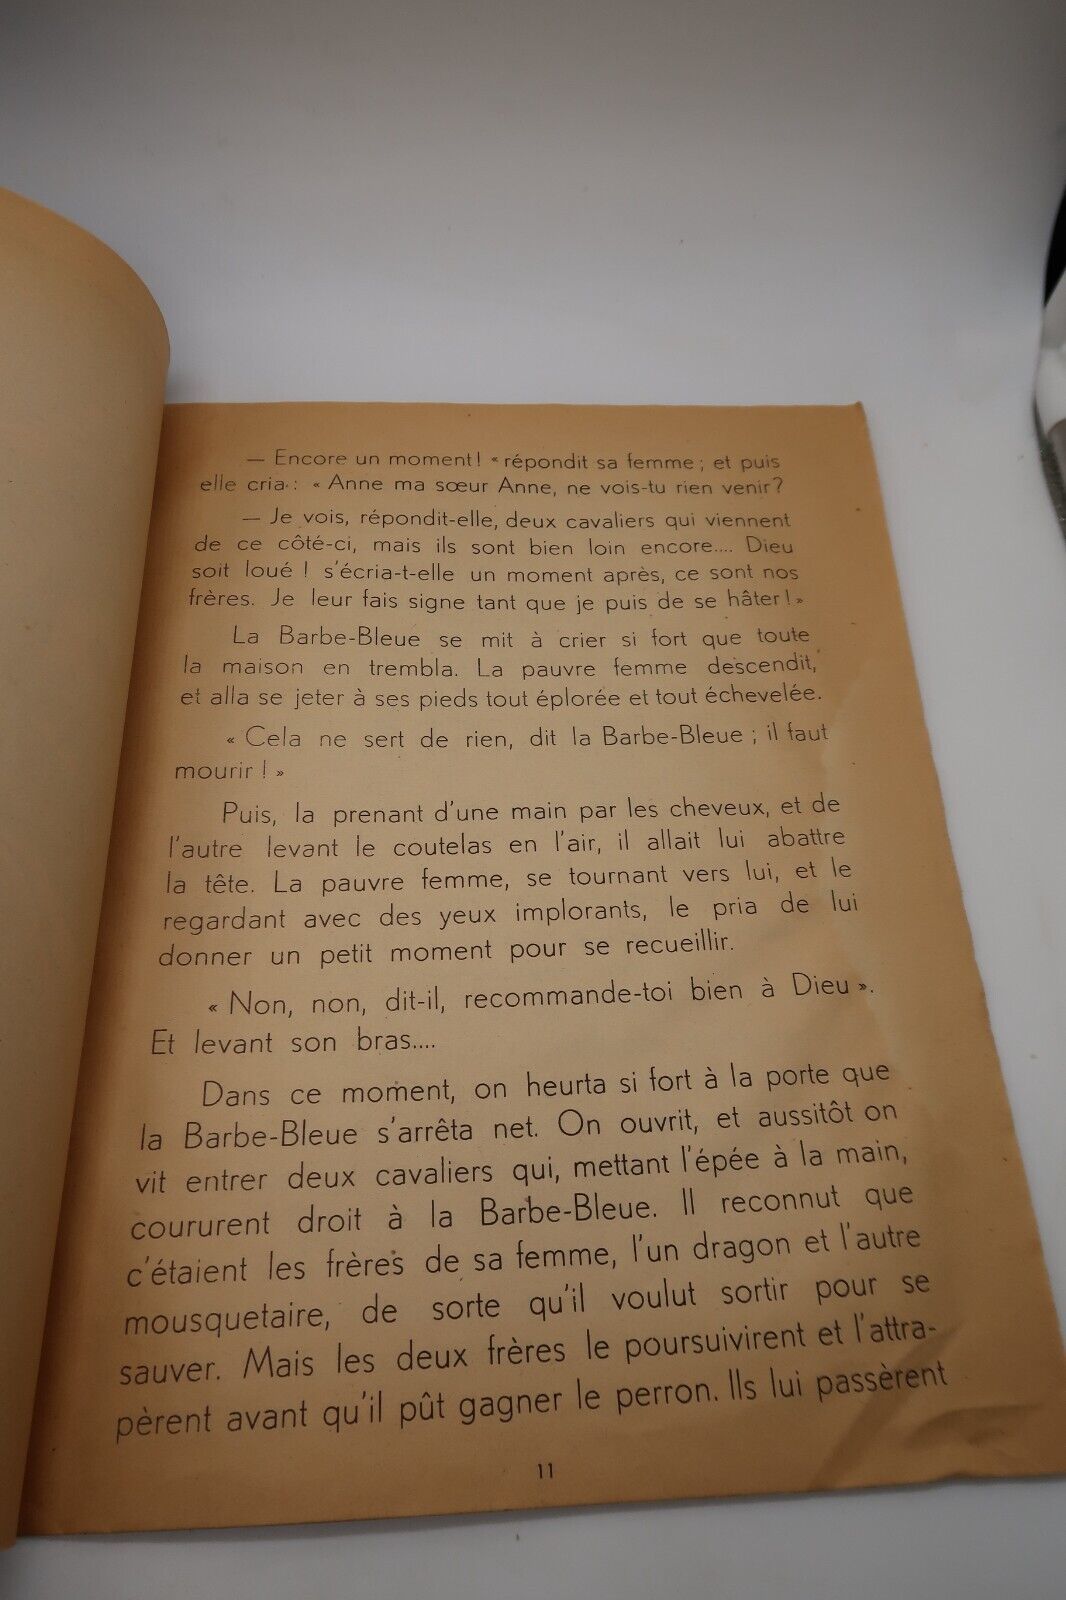 — Encore un moment! « répondit sa femme ; et puis
elle cria : « Anne ma sœur Anne, ne vois-tu rien venir?
— Je vois, répondit-elle, deux cavaliers qui viennent
de ce côté-ci, mais ils sont bien loin encore.... Dieu
soit loué ! s'écria-t-elle un moment après, ce sont nos
frères. Je leur fais signe tant que je puis de se hâter! »
La Barbe-Bleue se mit à crier si fort que toute
la maison en trembla. La pauvre femme descendit,
et alla se jeter à ses pieds tout éplorée et tout échevelée.
« Cela ne sert de rien, dit la Barbe-Bleue ; il faut
mourir ! »
Puis, la prenant d'une main par les cheveux, et de
l'autre levant le coutelas en l'air, il allait lui abattre
la tête. La pauvre femme, se tournant vers lui, et le
regardant avec des yeux implorants, le pria de lui
donner un petit moment pour se recueillir.
« Non, non, dit-il, recommande-toi bien à Dieu ».
Et levant son bras....
Dans ce moment, on heurta si fort à la porte que
la Barbe-Bleue s'arrêta net. On ouvrit, et aussitôt on
vit entrer deux cavaliers qui, mettant l'épée à la main,
coururent droit à la Barbe-Bleue. Il reconnut que
c'étaient les frères de sa femme, l'un dragon et l'autre
mousquetaire, de sorte qu'il voulut sortir pour se
sauver. Mais les deux frères le poursuivirent et l'attra-
pèrent avant qu'il pût gagner le perron. Ils lui passèrent
11